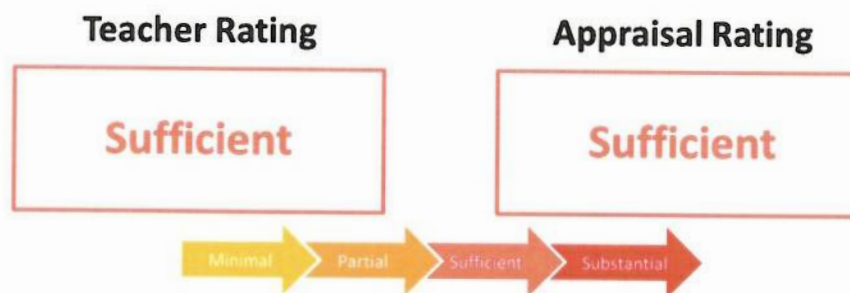 Teacher Rating
Appraisal Rating
Sufficient
Sufficient
Minimal
Partial
Sufficient
Substantial